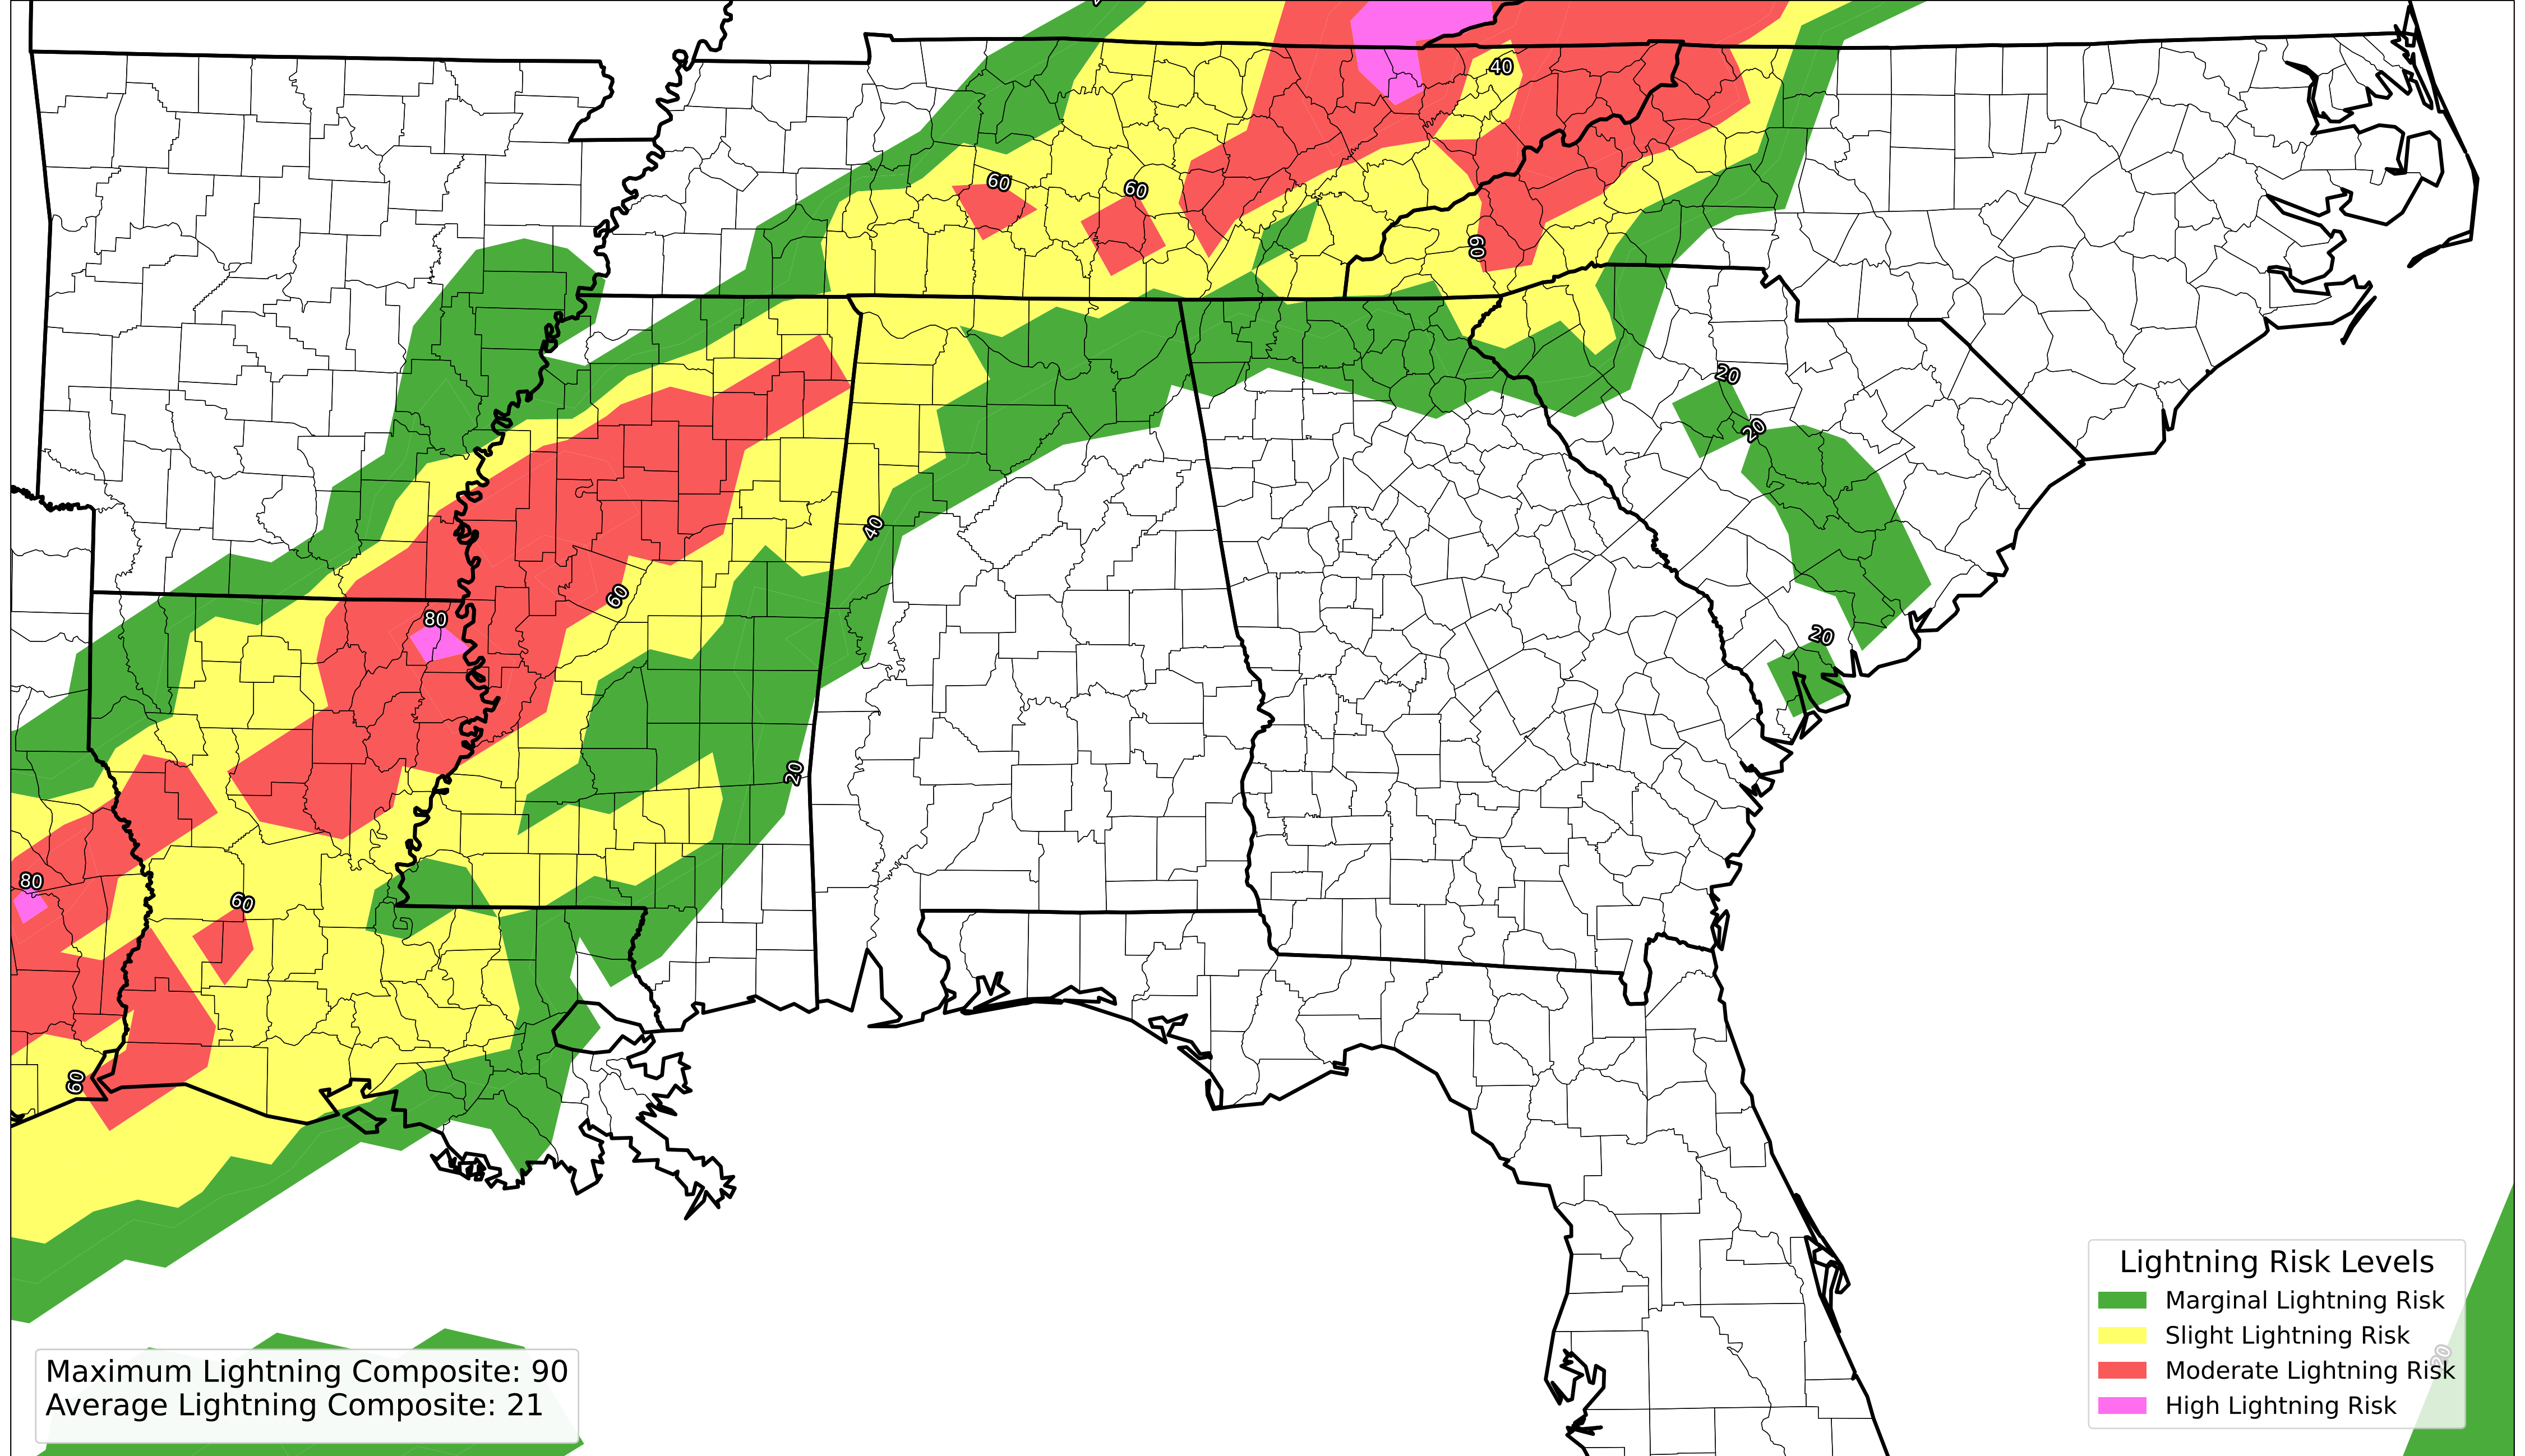 40
60
60
60
20
20
40
60
80
20
20
80
60
60
Lightning Risk Levels
Marginal Lightning Risk
Slight Lightning Risk
Moderate Lightning Risk
High Lightning Risk
20
Maximum Lightning Composite: 90
Average Lightning Composite: 21